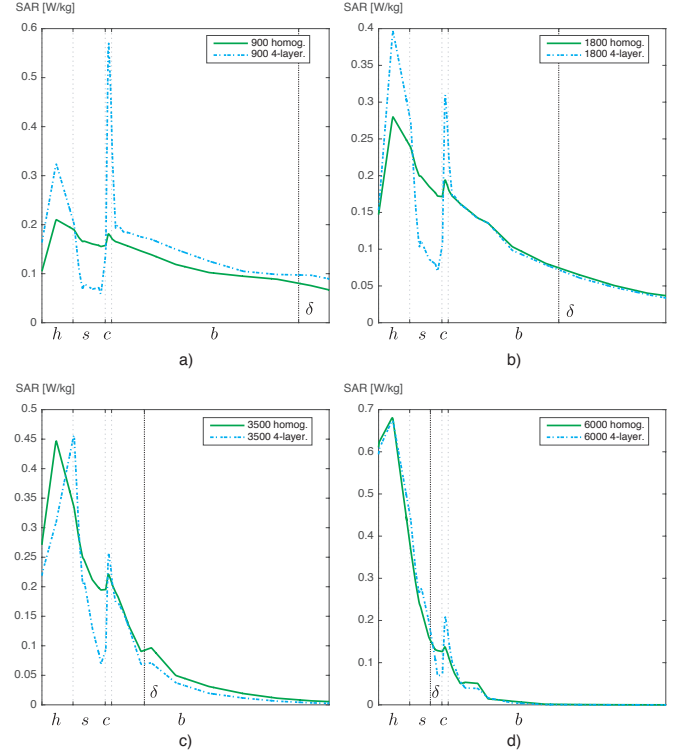 SAR [W/kg]
0.6
0.5
0.4
0.3
0.2
0.1
0
900 homog.
900 4-layer.
δ
h s c b
a)
SAR [W/kg]
0.4
0.35
0.3
0.25
0.2
0.15
0.1
0.05
0
1800 homog.
1800 4-layer.
δ
h s c b
b)
SAR [W/kg]
0.5
0.45
0.4
0.35
0.3
0.25
0.2
0.15
0.1
0.05
0
3500 homog.
3500 4-layer.
δ
h s c b
c)
SAR [W/kg]
0.7
0.6
0.5
0.4
0.3
0.2
0.1
0
6000 homog.
6000 4-layer.
δ
h s c b
d)